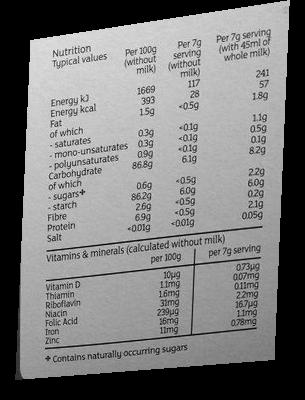 Nutrition
Typical values Per 100g (without milk) Per 7g serving (without milk) Per 7g serving (with 45ml of whole milk)
Energy kJ 1669 117 241
Energy kcal 393 28 57
Fat 1.5g <0.5g 1.8g
of which
- saturates 0.3g <0.1g 1.1g
- mono-unsaturates 0.3g <0.1g 0.5g
- polyunsaturates 0.9g <0.1g 0.1g
Carbohydrate 86.8g 6.1g 8.2g
of which
- sugars+ 0.6g <0.5g 2.2g
- starch 86.2g 6.0g 6.0g
Fibre 2.6g <0.5g 0.2g
Protein 6.9g <0.5g 2.1g
Salt <0.01g <0.01g 0.05g
Vitamins & minerals (calculated without milk)
per 100g per 7g serving
Vitamin D 10µg 0.73µg
Thiamin 1.1mg 0.07mg
Riboflavin 1.6mg 0.11mg
Niacin 31mg 2.2mg
Folic Acid 239µg 16.7µg
Iron 16mg 1.1mg
Zinc 11mg 0.78mg
+ Contains naturally occurring sugars